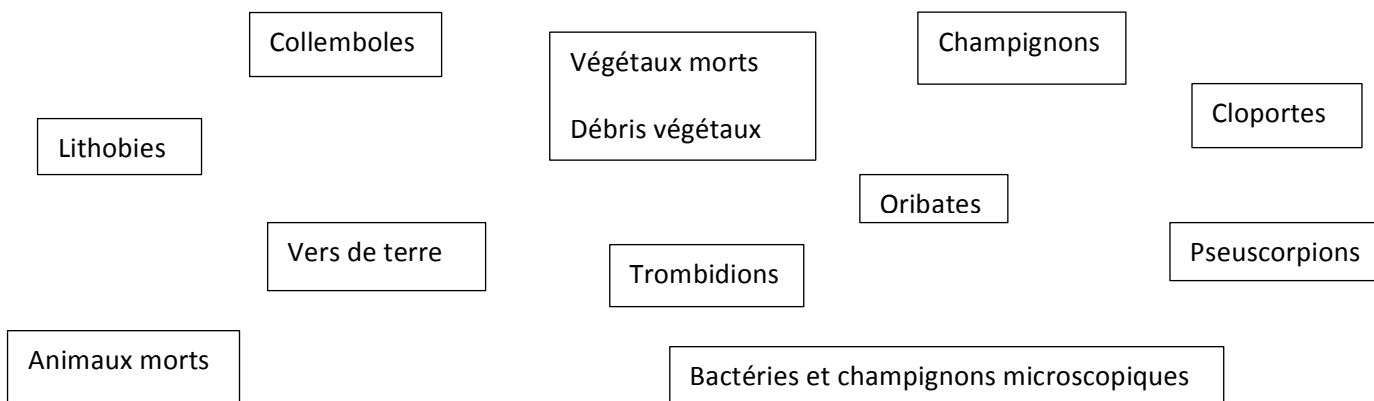 Collemboles
Champignons
Végétaux morts
Débris végétaux
Cloportes
Lithobies
Oribates
Vers de terre
Pseuscorpions
Trombidions
Animaux morts
Bactéries et champignons microscopiques